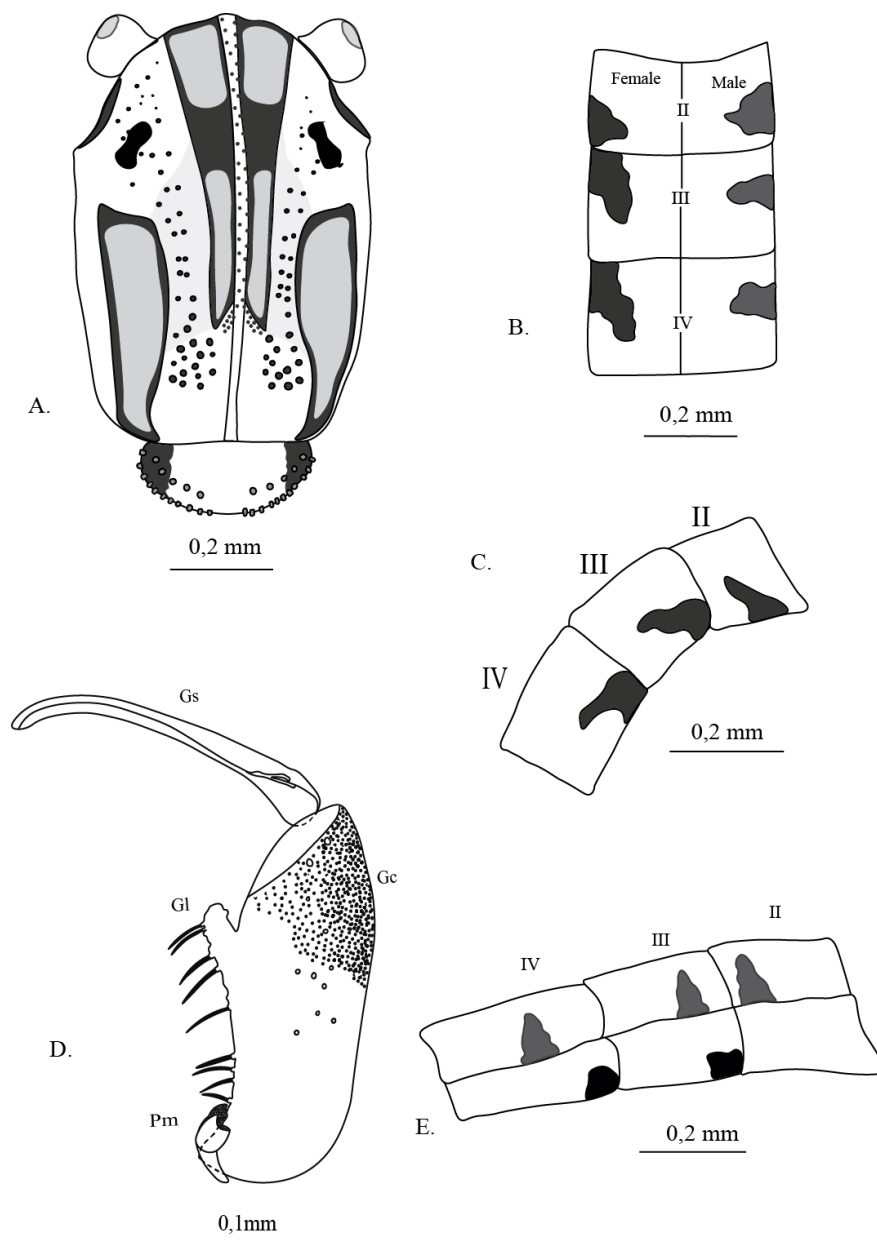 A.
0,2 mm
Female
Male
II
III
IV
B.
0,2 mm
C.
II
III
IV
0,2 mm
D.
Gs
Gc
Gl
Pm
0,1mm
E.
IV
III
II
0,2 mm